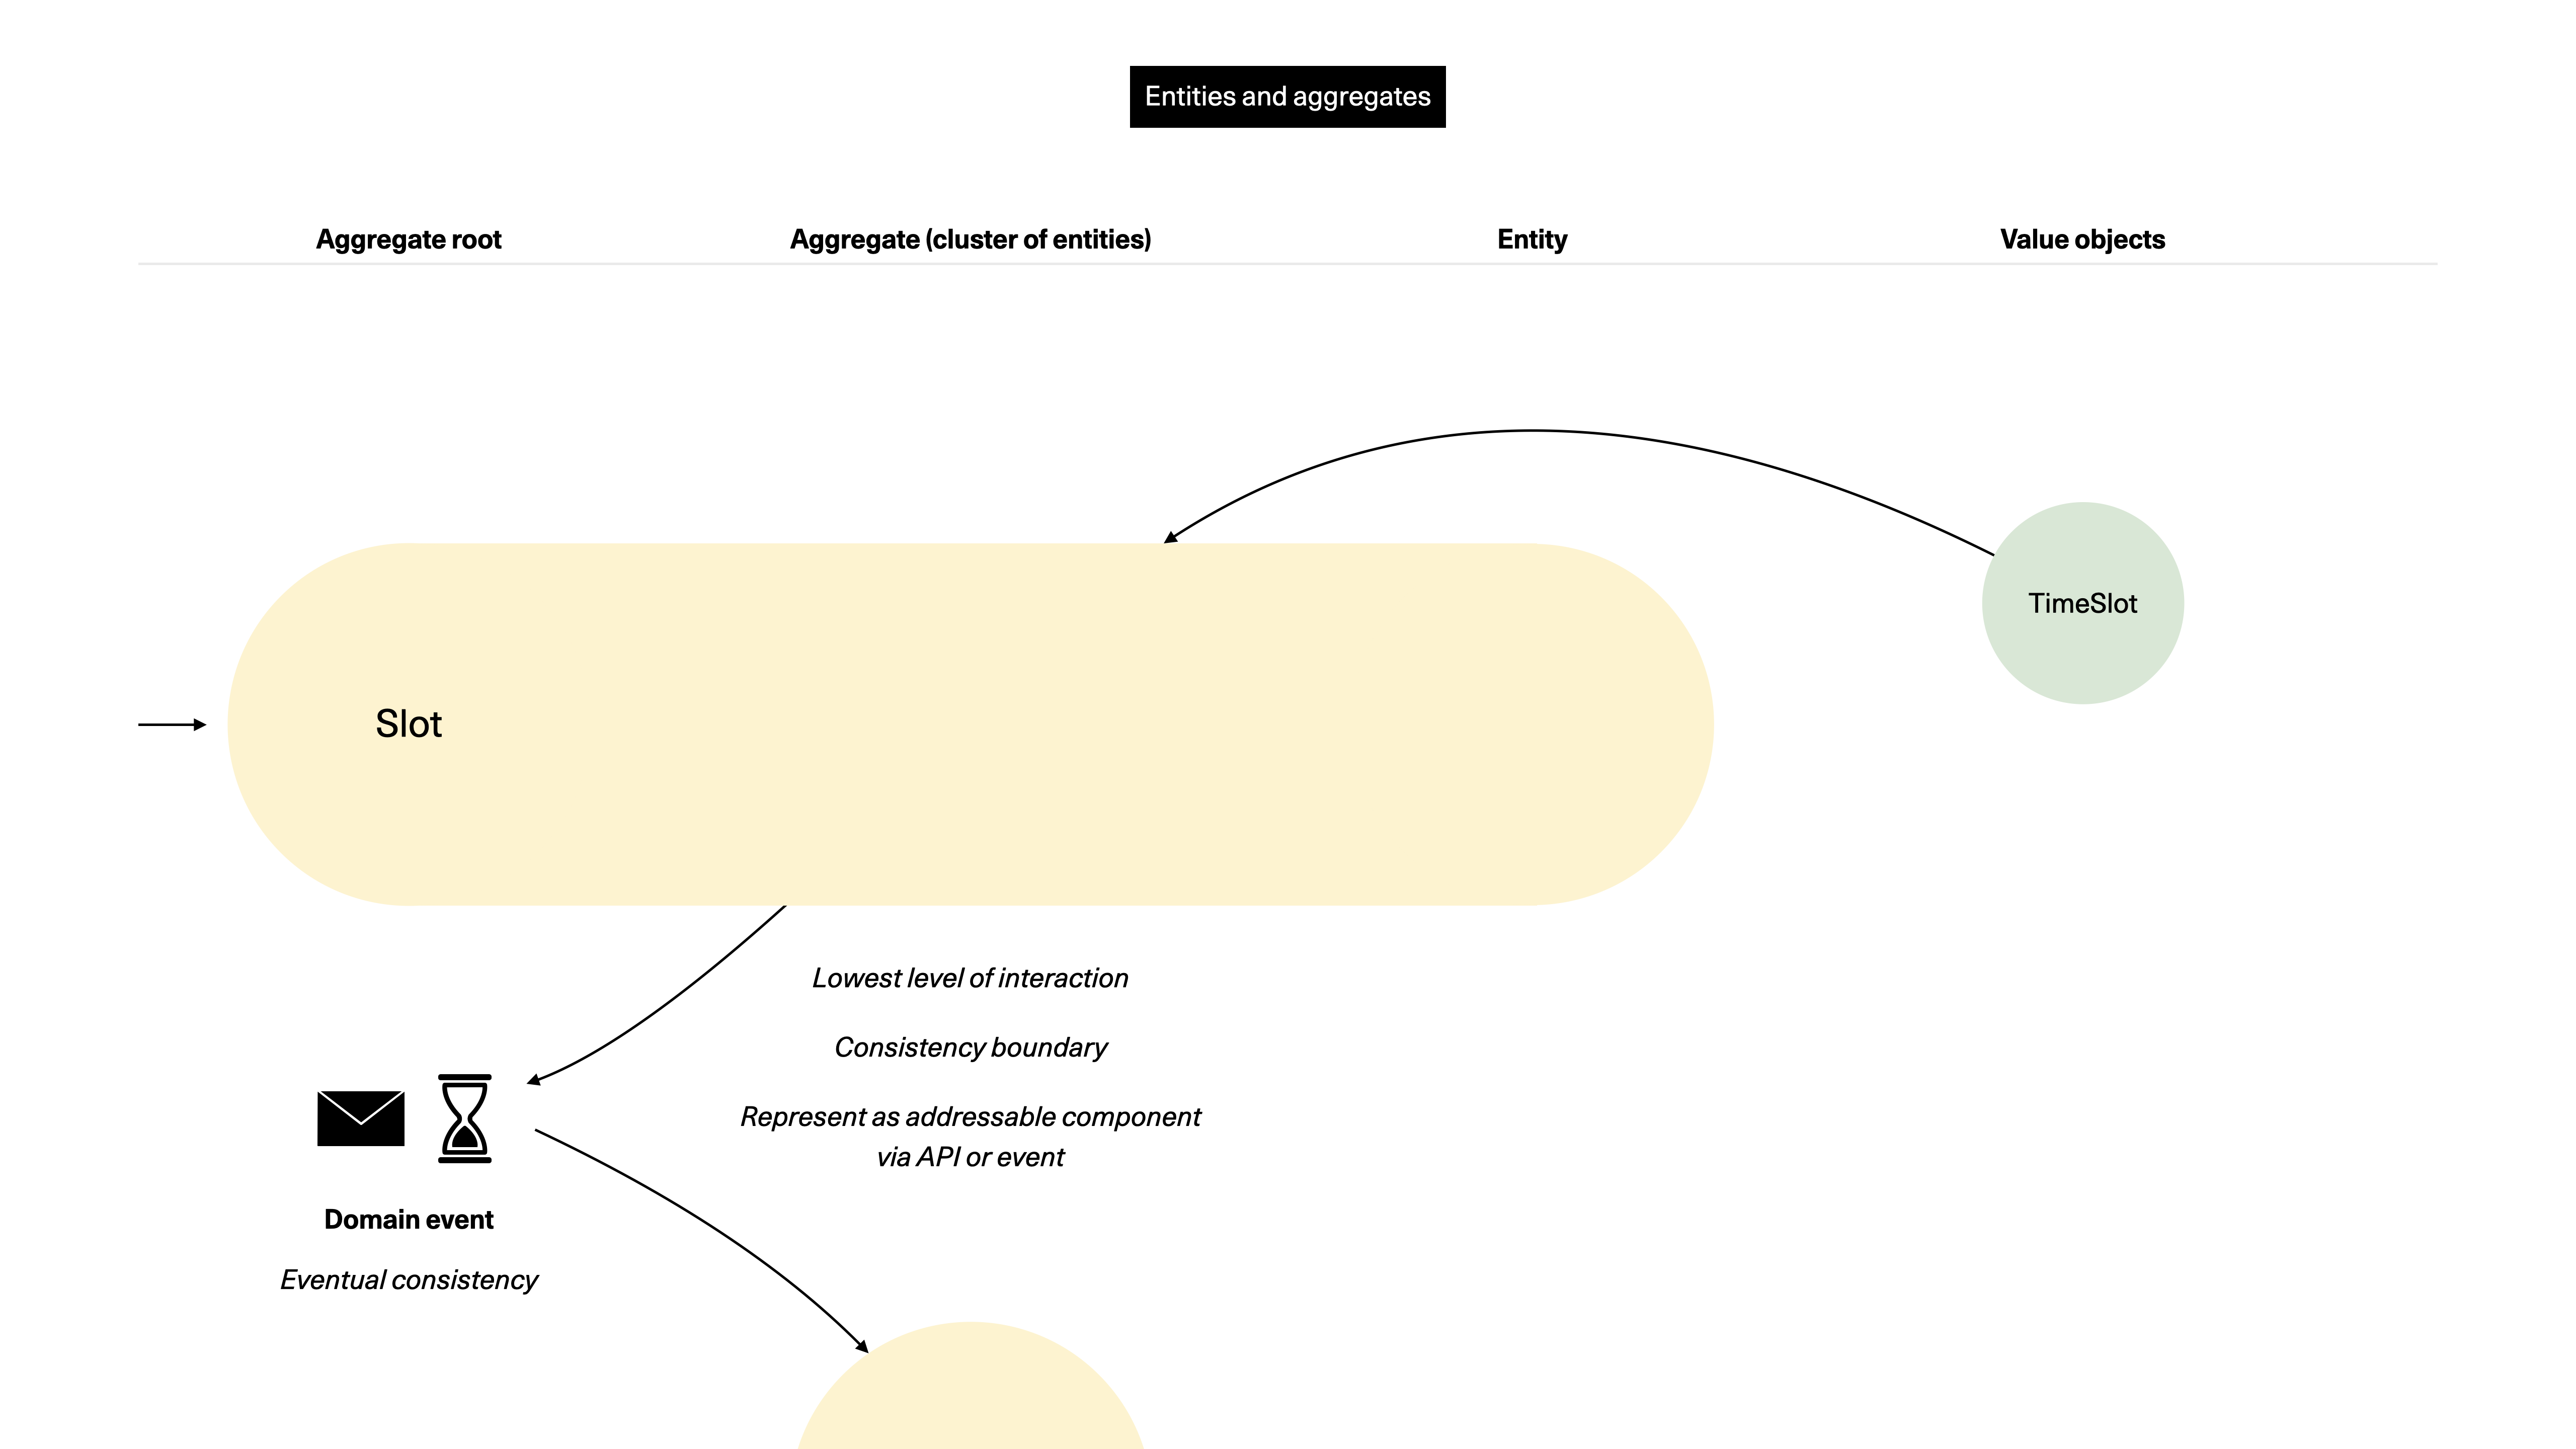 Entities and aggregates
Aggregate root
Aggregate (cluster of entities)
Entity
Value objects
TimeSlot
Slot
Lowest level of interaction
Consistency boundary
Represent as addressable component
via API or event
Domain event
Eventual consistency